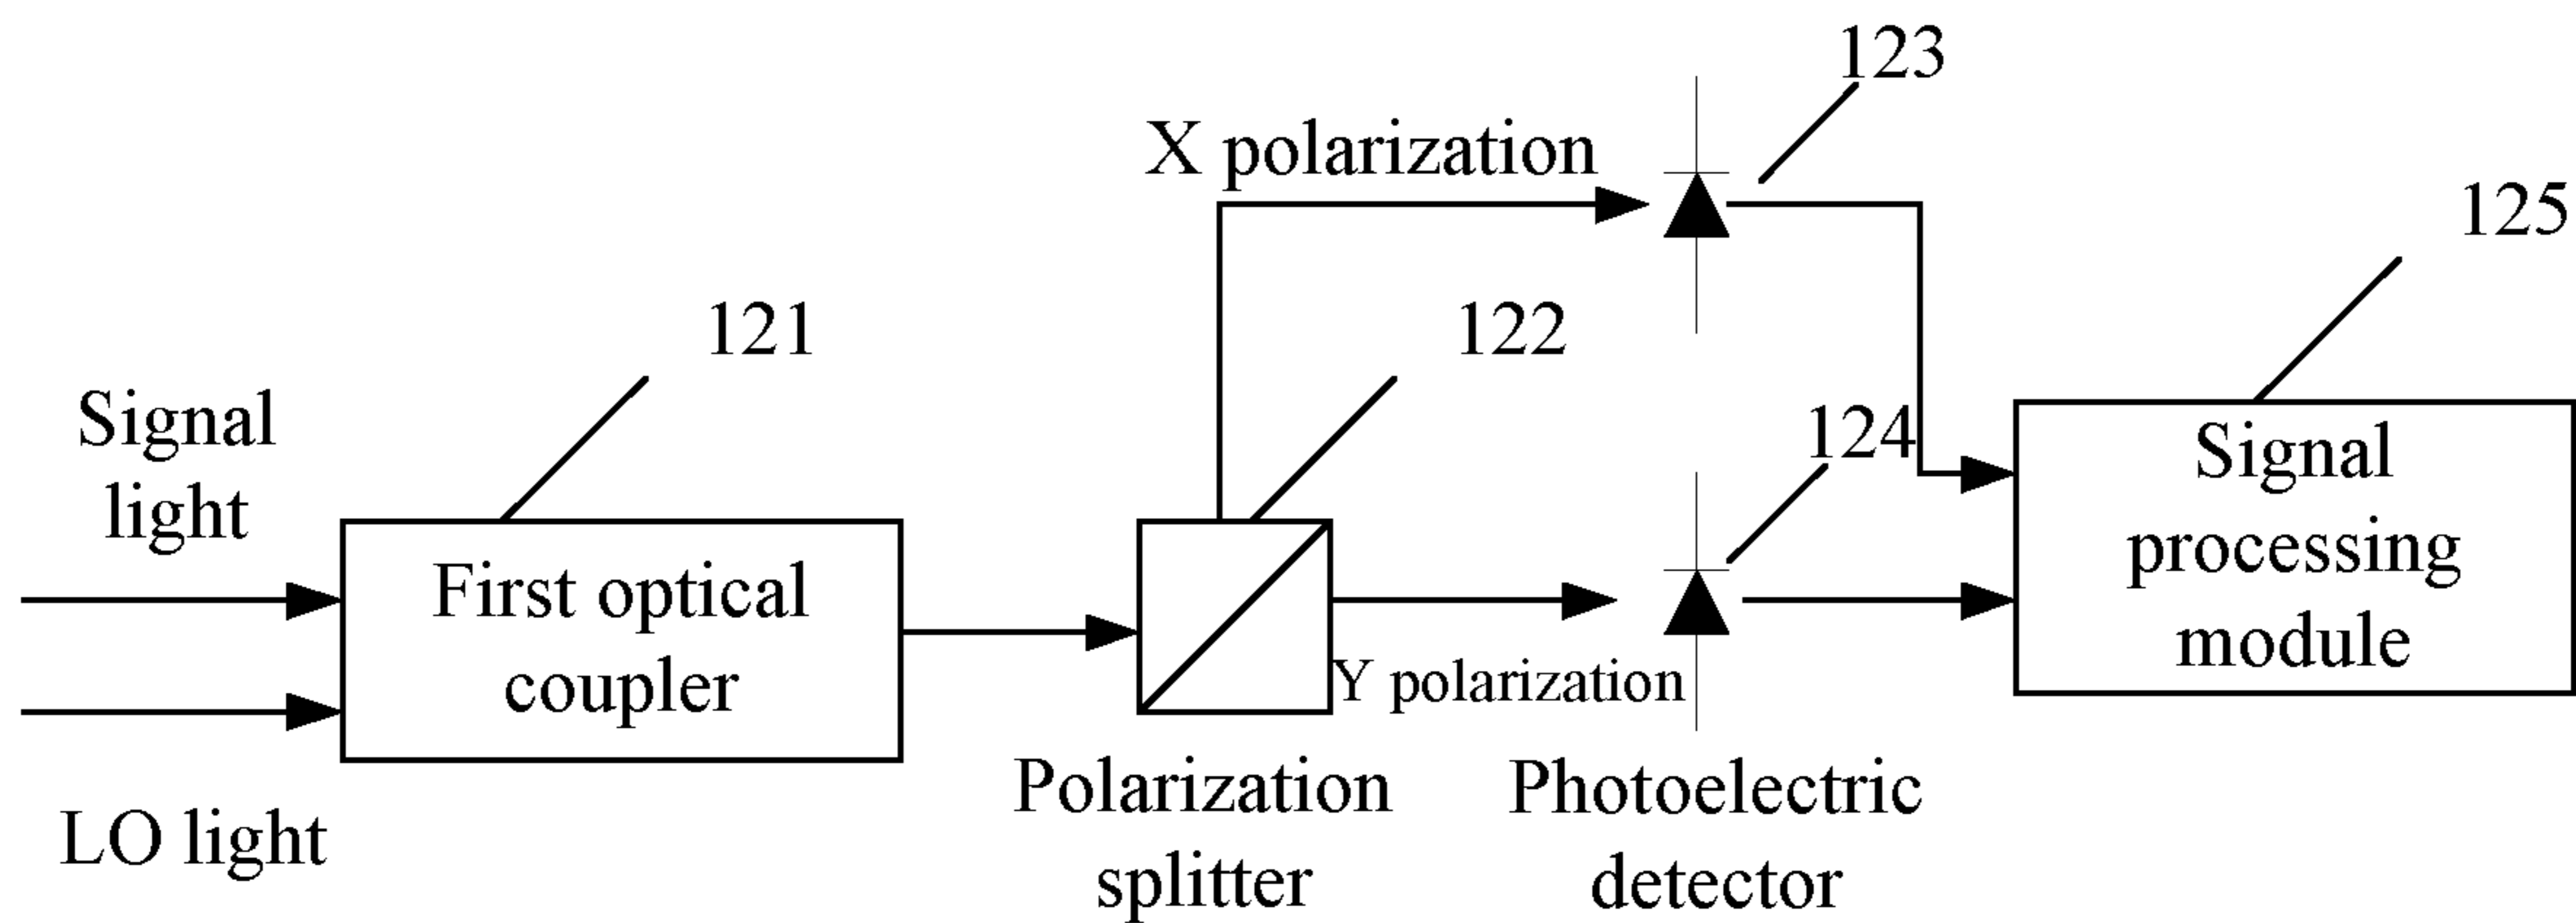 123
X polarization
125
121
122
Signal
light
124
Signal
processing
module
First optical
coupler
Y polarization
LO light
Polarization
splitter
Photoelectric
detector